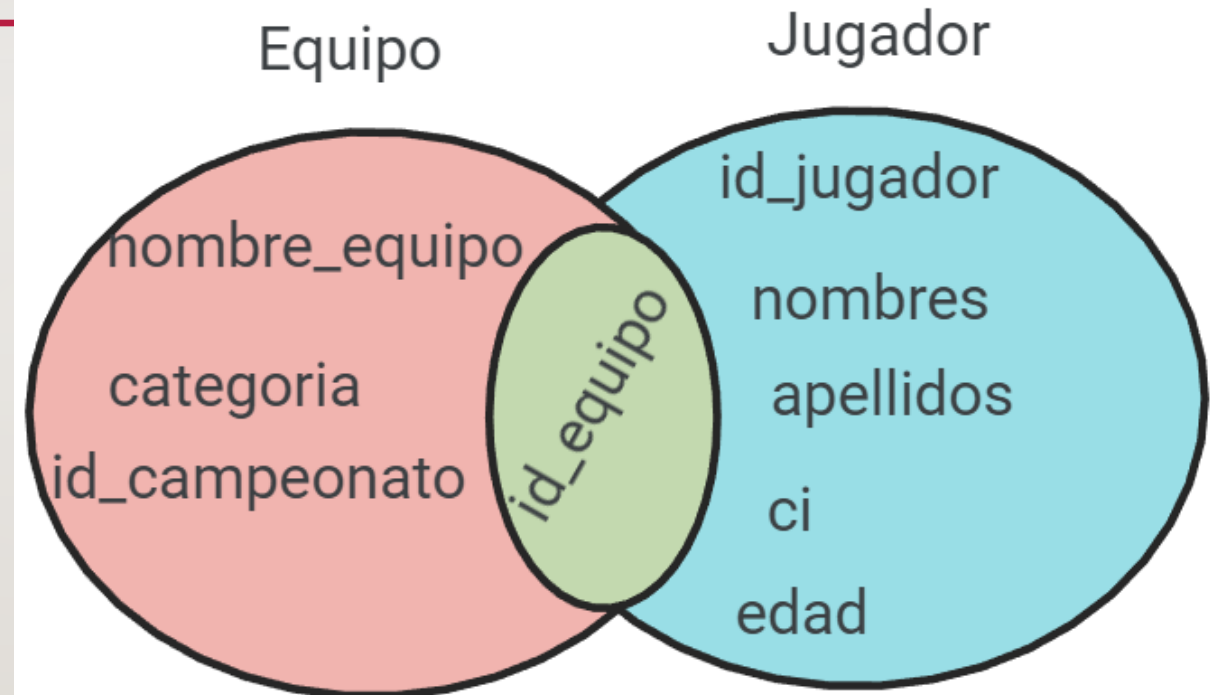 Equipo
Jugador
nombre_equipo
categoria
id_campeonato
id_equipo
id_jugador
nombres
apellidos
ci
edad